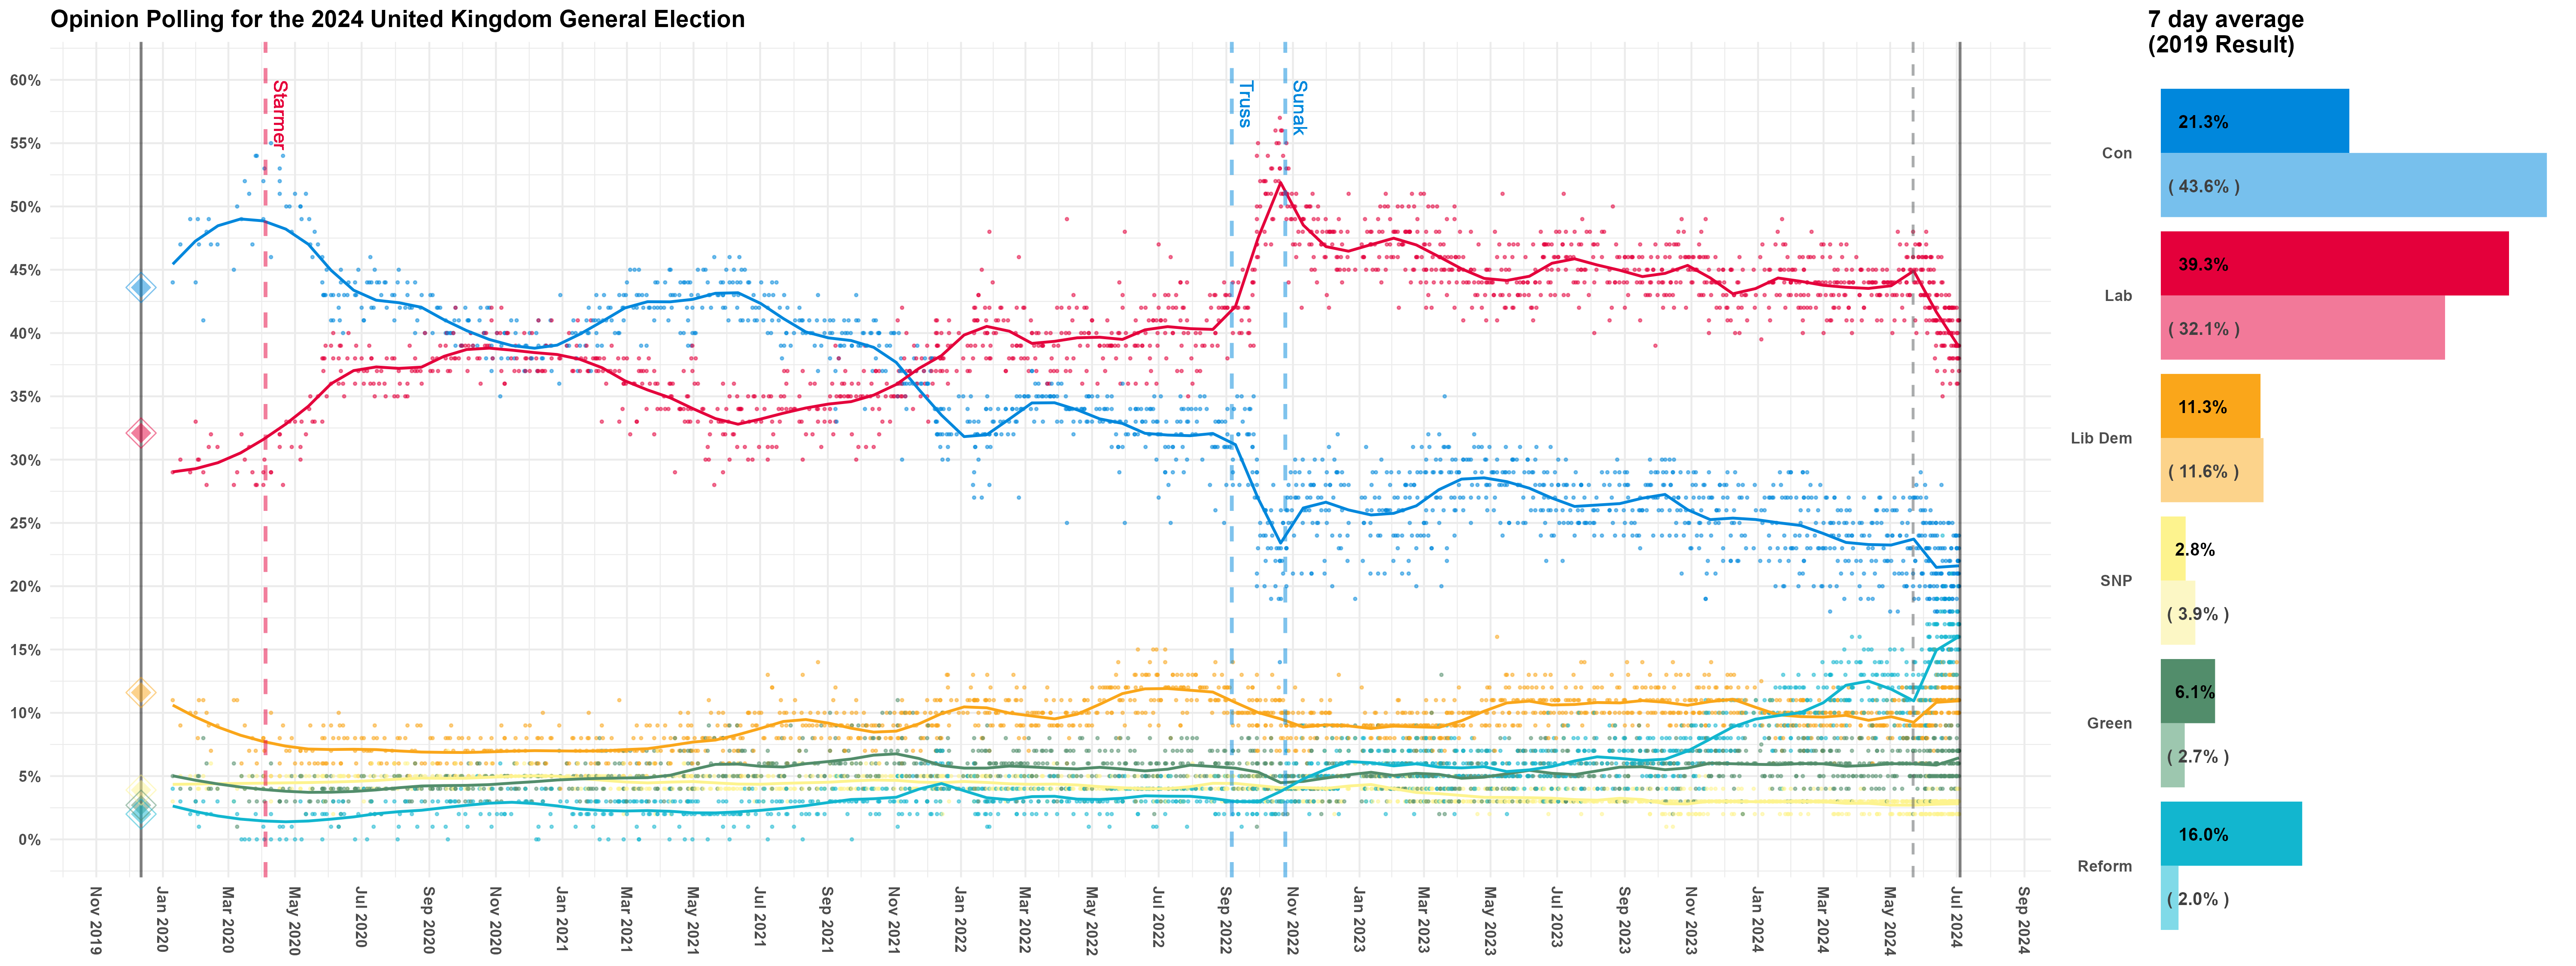 Opinion Polling for the 2024 United Kingdom General Election
7 day average
(2019 Result)
60%
55%
50%
45%
40%
35%
30%
25%
20%
15%
10%
5%
0%
Starmer
Truss
Sunak
Nov 2019
Jan 2020
Mar 2020
May 2020
Jul 2020
Sep 2020
Nov 2020
Jan 2021
Mar 2021
May 2021
Jul 2021
Sep 2021
Nov 2021
Jan 2022
Mar 2022
May 2022
Jul 2022
Sep 2022
Nov 2022
Jan 2023
Mar 2023
May 2023
Jul 2023
Sep 2023
Nov 2023
Jan 2024
Mar 2024
May 2024
Jul 2024
Sep 2024
Con
21.3%
( 43.6% )
Lab
39.3%
( 32.1% )
Lib Dem
11.3%
( 11.6% )
SNP
2.8%
( 3.9% )
Green
6.1%
( 2.7% )
Reform
16.0%
( 2.0% )